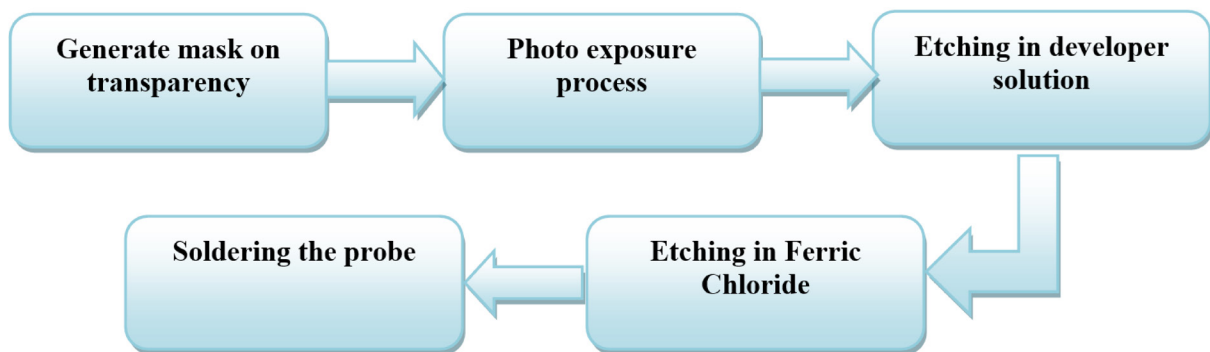 Generate mask on
transparency
Photo exposure
process
Etching in developer
solution
Etching in Ferric
Chloride
Soldering the probe